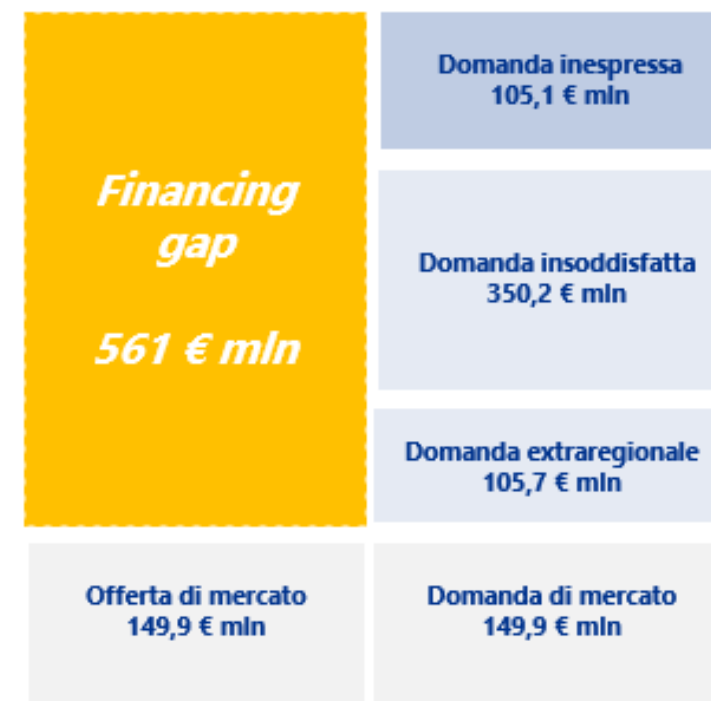 Financing
gap
561 € mln
Domanda inespressa
105,1 € mln
Domanda insoddisfatta
350,2 € mln
Domanda extraregionale
105,7 € mln
Offerta di mercato
149,9 € mln
Domanda di mercato
149,9 € mln